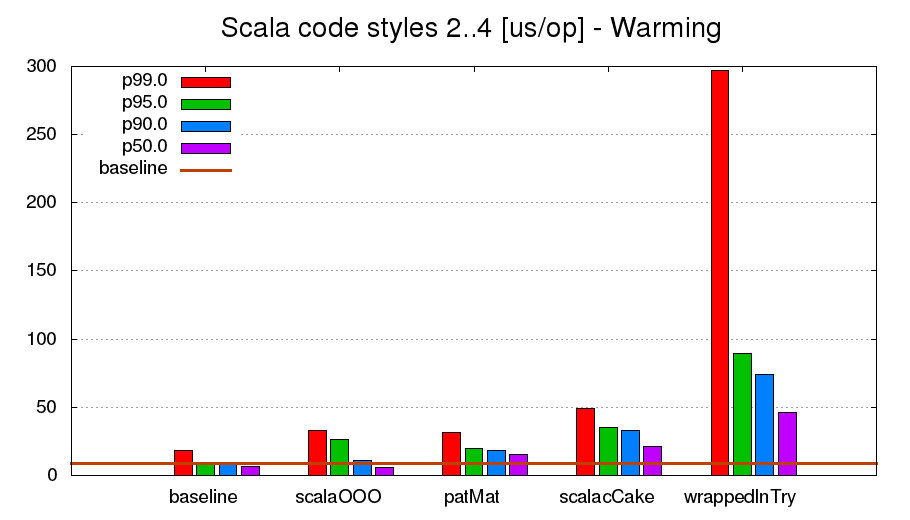 Scala code styles 2..4 [us/op] - Warming
300
250
200
150
100
50
0
p99.0
p95.0
p90.0
p50.0
baseline
baseline scalaOOO patMat scalacCake wrappedInTry